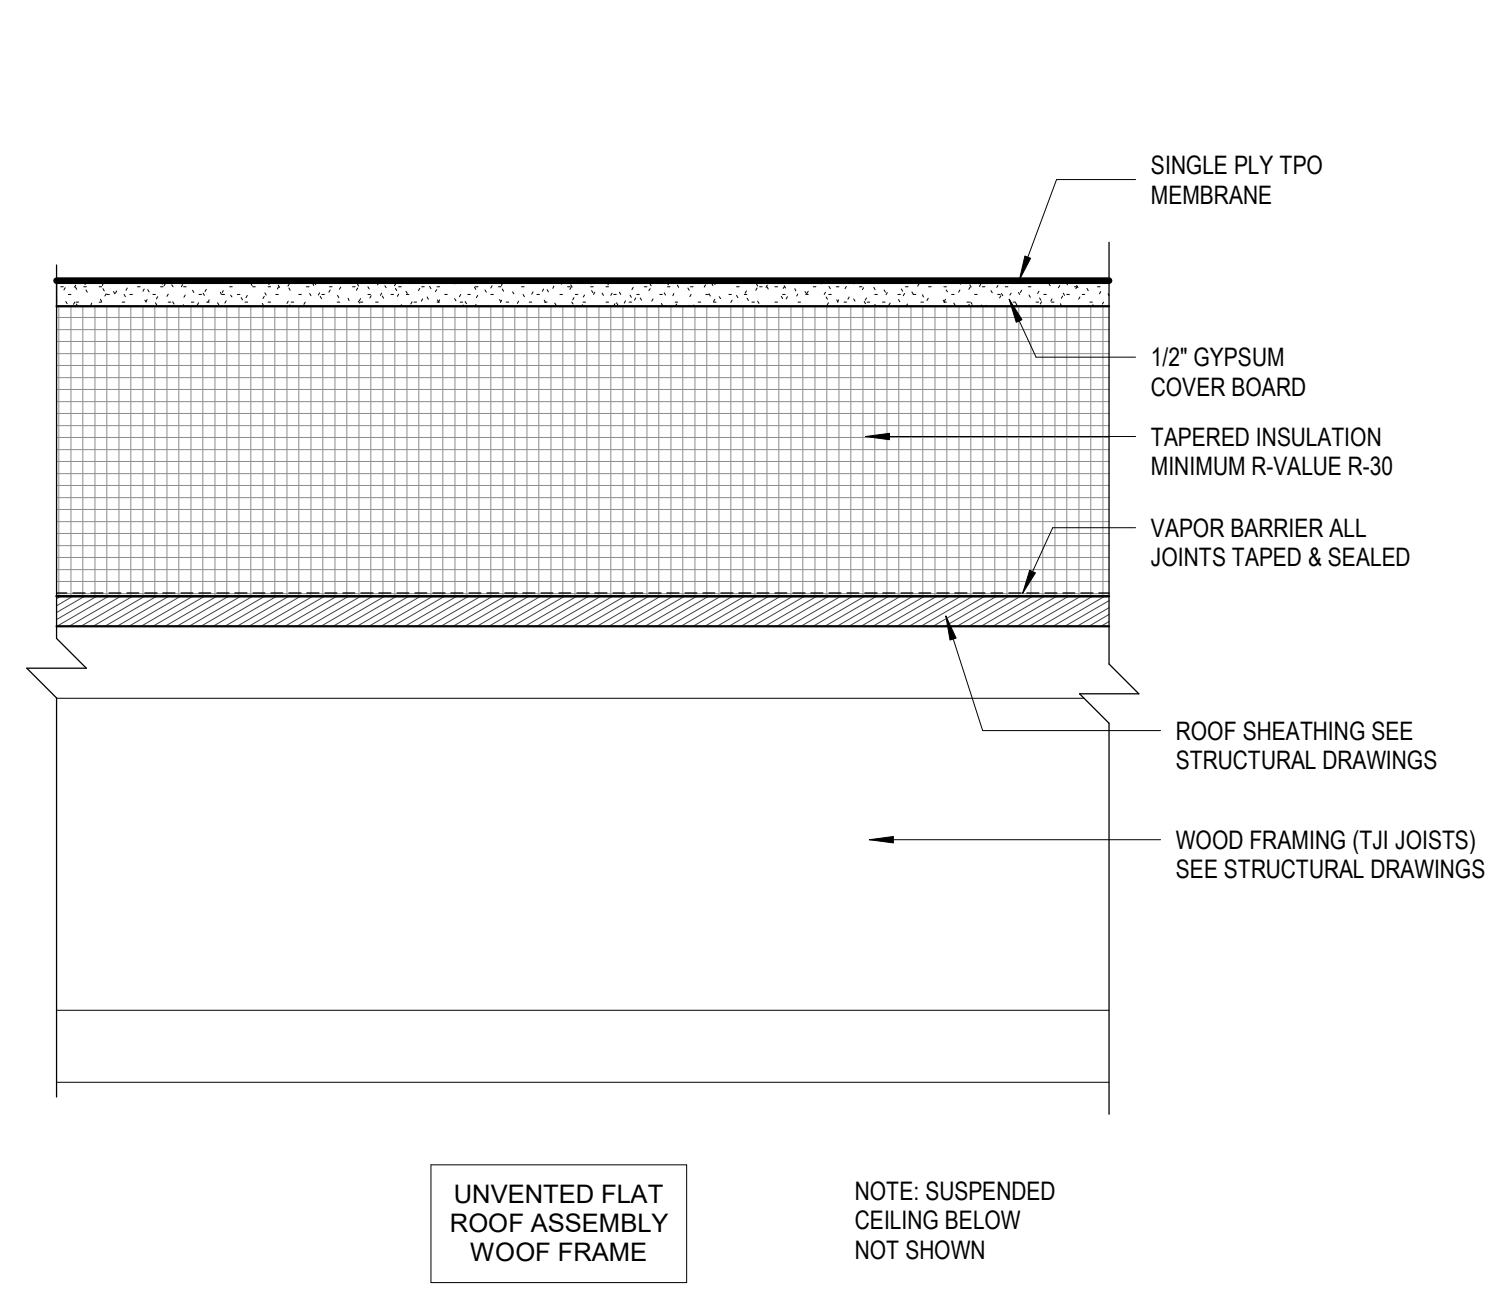 SINGLE PLY TPO
MEMBRANE
1/2" GYPSUM
COVER BOARD
TAPERED INSULATION
MINIMUM R-VALUE R-30
VAPOR BARRIER ALL
JOINTS TAPED & SEALED
ROOF SHEATHING SEE
STRUCTURAL DRAWINGS
WOOD FRAMING (TJI JOISTS)
SEE STRUCTURAL DRAWINGS
UNVENTED FLAT
ROOF ASSEMBLY
WOOF FRAME
NOTE: SUSPENDED
CEILING BELOW
NOT SHOWN